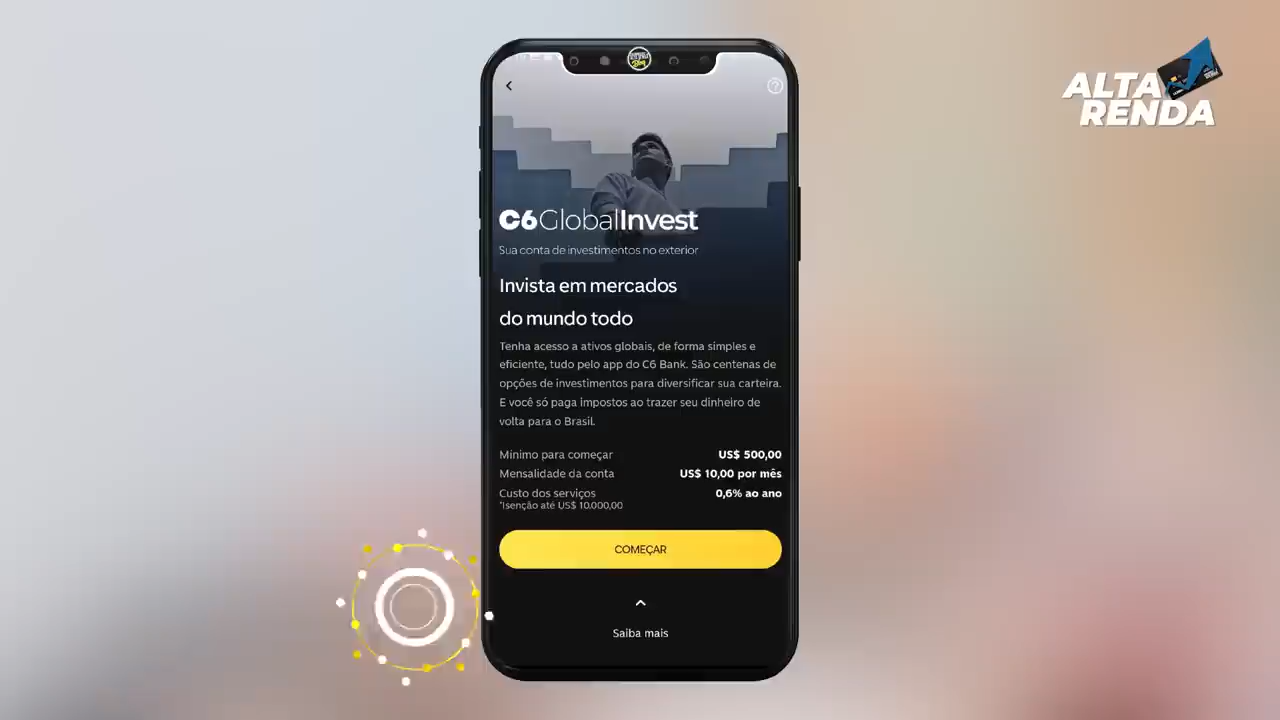 ALTA
RENDA
C6GlobalInvest
Sua conta de investimentos no exterior
Invista em mercados
do mundo todo
Tenha acesso a ativos globais, de forma simples e
eficiente, tudo pelo app do C6 Bank. São centenas de
opções de investimentos para diversificar sua carteira.
E você só paga impostos ao trazer seu dinheiro de
volta para o Brasil.
Mínimo para começar US$ 500,00
Mensalidade da conta US$ 10,00 por mês
Custo dos serviços 0,6% ao ano
*Isenção até US$ 10.000,00
COMEÇAR
Saiba mais